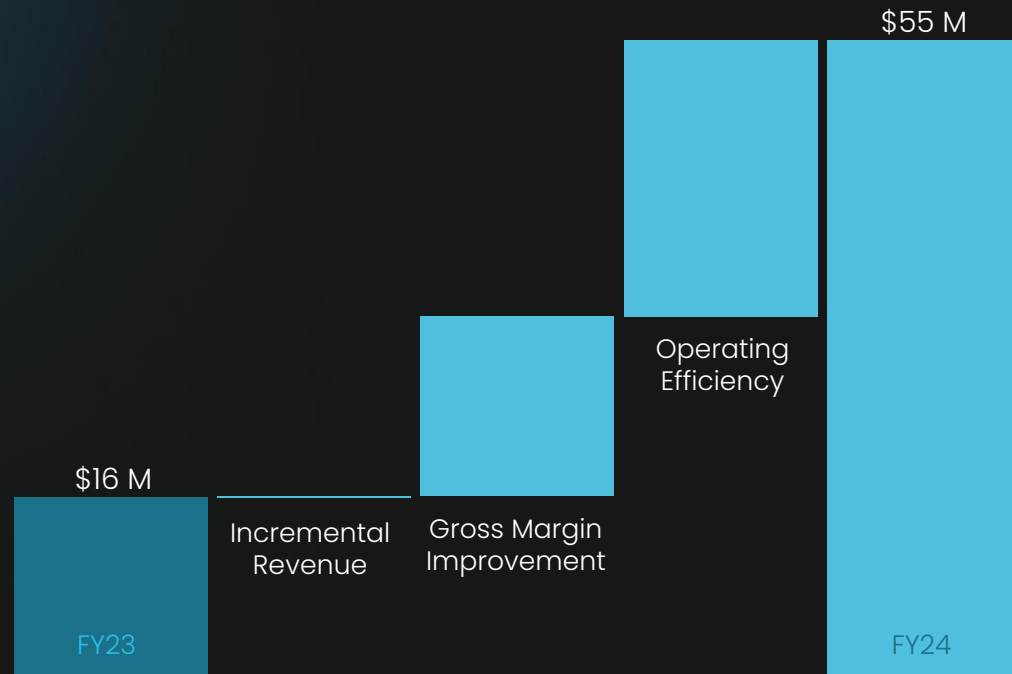 $55 M
Operating
Efficiency
$16 M
Incremental
Revenue
Gross Margin
Improvement
FY23
FY24